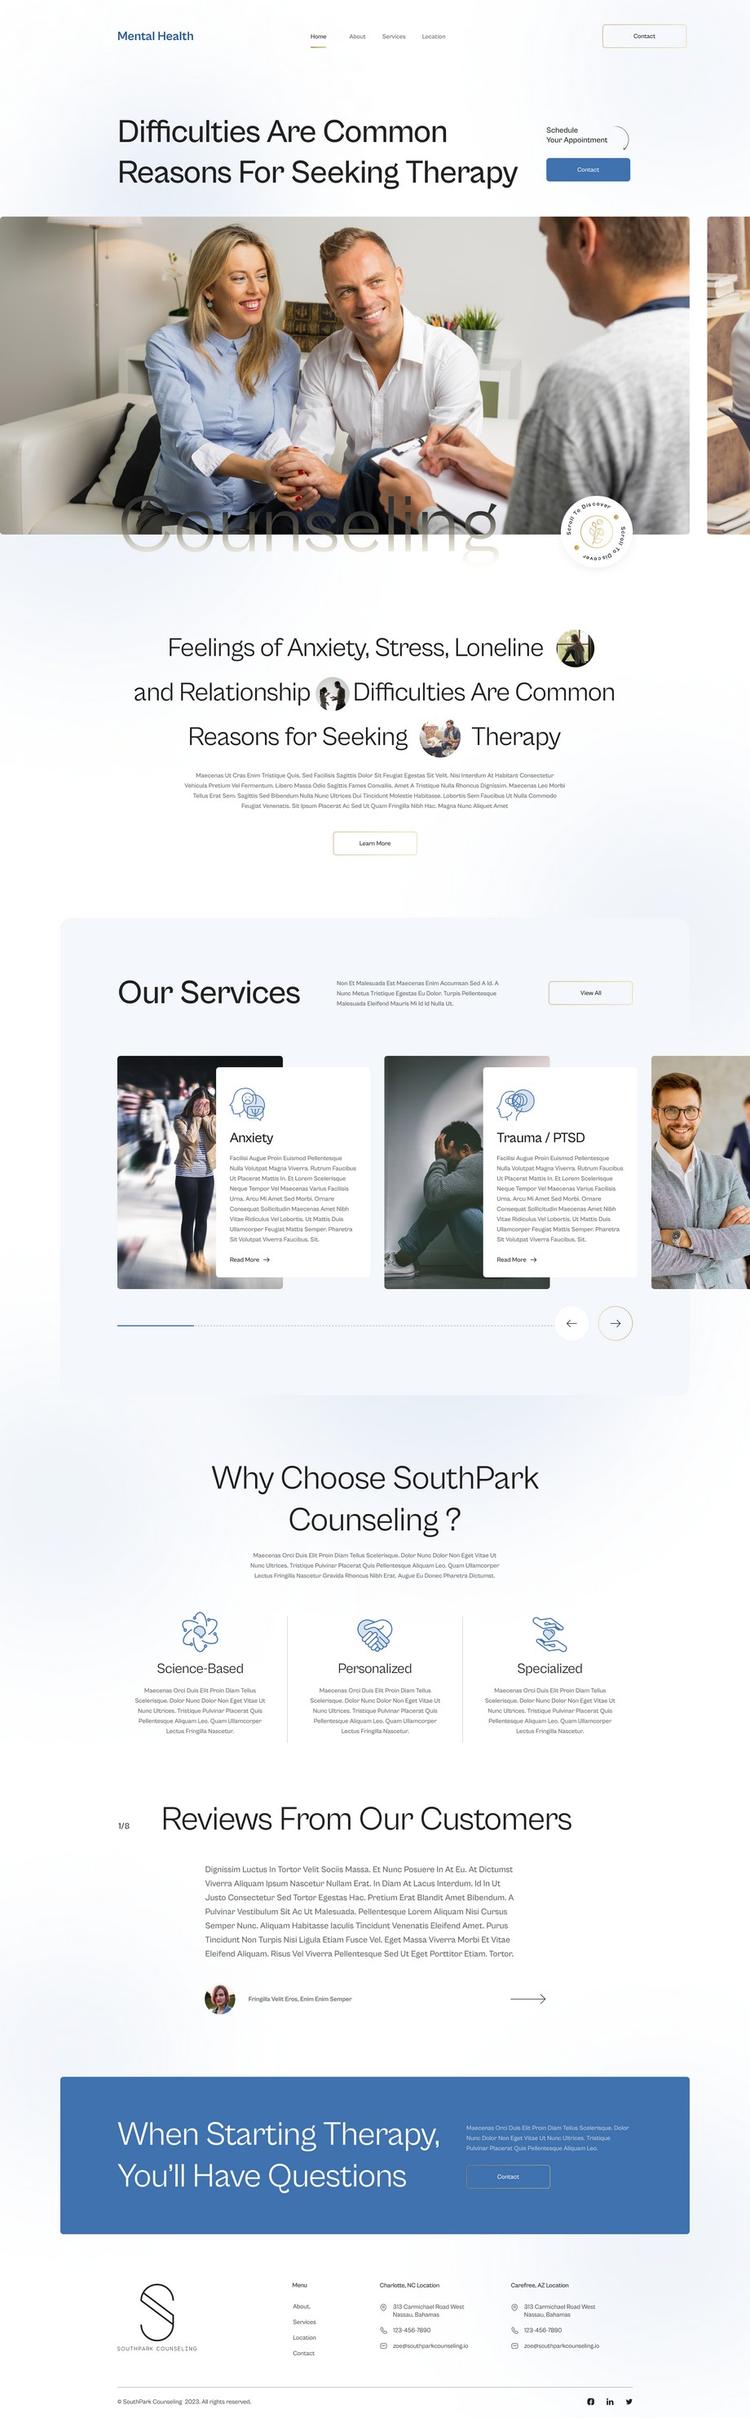 Mental Health
Home
About
Services
Location
Contact
Difficulties Are Common
Reasons For Seeking Therapy
Schedule
Your Appointment
Contact
Counseling
Scroll To Discover
Scroll To Discover
Feelings of Anxiety, Stress, Loneline
and Relationship Difficulties Are Common
Reasons for Seeking Therapy
Maecenas Ut Cras Enim Tristique Quis. Sed Facilisis Sagittis Dolor Sit Feugiat Egestas Sit Velit. Nisi Interdum At Habitant Consectetur
Vehicula Pretium Vel Fermentum. Libero Massa Odio Sagittis Fames Convallis. Amet A Tristique Nulla Rhoncus Dignissim. Maecenas Leo Morbi
Tellus Erat Sem. Sagittis Sed Bibendum Nulla Nunc Ultrices Dui Tincidunt Molestie Habitasse. Lobortis Sem Faucibus Ut Nulla Commodo
Feugiat Venenatis. Sit Ipsum Placerat Ac Sed Ut Quam Fringilla Nibh Hac. Magna Nunc Aliquet Amet
Learn More
Our Services
Non Et Malesuada Est Maecenas Enim Accumsan Sed A Id. A
Nunc Metus Tristique Egestas Eu Dolor. Turpis Pellentesque
Malesuada Eleifend Mauris Mi Id Id Nulla Ut.
View All
Anxiety
Facilisi Augue Proin Euismod Pellentesque
Nulla Volutpat Magna Viverra. Rutrum Faucibus
Ut Placerat Mattis In. Et Lorem Scelerisque
Neque Tempor Vel Maecenas Varius Facilisis
Urna. Arcu Mi Amet Sed Morbi. Ornare
Consequat Sollicitudin Maecenas Amet Nibh
Vitae Ridiculus Vel Lobortis. Ut Mattis Duis
Ullamcorper Feugiat Mattis Semper. Pharetra
Sit Volutpat Viverra Faucibus. Sit.
Read More
Trauma / PTSD
Facilisi Augue Proin Euismod Pellentesque
Nulla Volutpat Magna Viverra. Rutrum Faucibus
Ut Placerat Mattis In. Et Lorem Scelerisque
Neque Tempor Vel Maecenas Varius Facilisis
Urna. Arcu Mi Amet Sed Morbi. Ornare
Consequat Sollicitudin Maecenas Amet Nibh
Vitae Ridiculus Vel Lobortis. Ut Mattis Duis
Ullamcorper Feugiat Mattis Semper. Pharetra
Sit Volutpat Viverra Faucibus. Sit.
Read More
Why Choose SouthPark
Counseling ?
Maecenas Orci Duis Elit Proin Diam Tellus Scelerisque. Dolor Nunc Dolor Non Eget Vitae Ut
Nunc Ultrices. Tristique Pulvinar Placerat Quis Pellentesque Aliquam Leo. Quam Ullamcorper
Lectus Fringilla Nascetur Gravida Rhoncus Nibh Erat. Augue Eu Donec Pharetra Dictumst.
Science-Based
Maecenas Orci Duis Elit Proin Diam Tellus
Scelerisque. Dolor Nunc Dolor Non Eget Vitae Ut
Nunc Ultrices. Tristique Pulvinar Placerat Quis
Pellentesque Aliquam Leo. Quam Ullamcorper
Lectus Fringilla Nascetur.
Personalized
Maecenas Orci Duis Elit Proin Diam Tellus
Scelerisque. Dolor Nunc Dolor Non Eget Vitae Ut
Nunc Ultrices. Tristique Pulvinar Placerat Quis
Pellentesque Aliquam Leo. Quam Ullamcorper
Lectus Fringilla Nascetur.
Specialized
Maecenas Orci Duis Elit Proin Diam Tellus
Scelerisque. Dolor Nunc Dolor Non Eget Vitae Ut
Nunc Ultrices. Tristique Pulvinar Placerat Quis
Pellentesque Aliquam Leo. Quam Ullamcorper
Lectus Fringilla Nascetur.
1/8
Reviews From Our Customers
Dignissim Luctus In Tortor Velit Sociis Massa. Et Nunc Posuere In At Eu. At Dictumst
Viverra Aliquam Ipsum Nascetur Nullam Erat. In Diam At Lacus Interdum. Id In Ut
Justo Consectetur Sed Tortor Egestas Hac. Pretium Erat Blandit Amet Bibendum. A
Pulvinar Vestibulum Sit Ac Ut Malesuada. Pellentesque Lorem Aliquam Nisi Cursus
Semper Nunc. Aliquam Habitasse Iaculis Tincidunt Venenatis Eleifend Amet. Purus
Tincidunt Non Turpis Nisi Ligula Etiam Fusce Vel. Eget Massa Viverra Morbi Et Vitae
Eleifend Aliquam. Risus Vel Viverra Pellentesque Sed Ut Eget Porttitor Etiam. Tortor.
Fringilla Velit Eros, Enim Enim Semper
When Starting Therapy,
You'll Have Questions
Maecenas Orci Duis Elit Proin Diam Tellus Scelerisque. Dolor
Nunc Dolor Non Eget Vitae Ut Nunc Ultrices. Tristique
Pulvinar Placerat Quis Pellentesque Aliquam Leo.
Contact
SOUTHPARK COUNSELING
Menu
About,
Services
Location
Contact
Charlotte, NC Location
313 Carmichael Road West
Nassau, Bahamas
123-456-7890
zoe@southparkcounseling.io
Carefree, AZ Location
313 Carmichael Road West
Nassau, Bahamas
123-456-7890
zoe@southparkcounseling.io
© SouthPark Counseling 2023. All rights reserved.